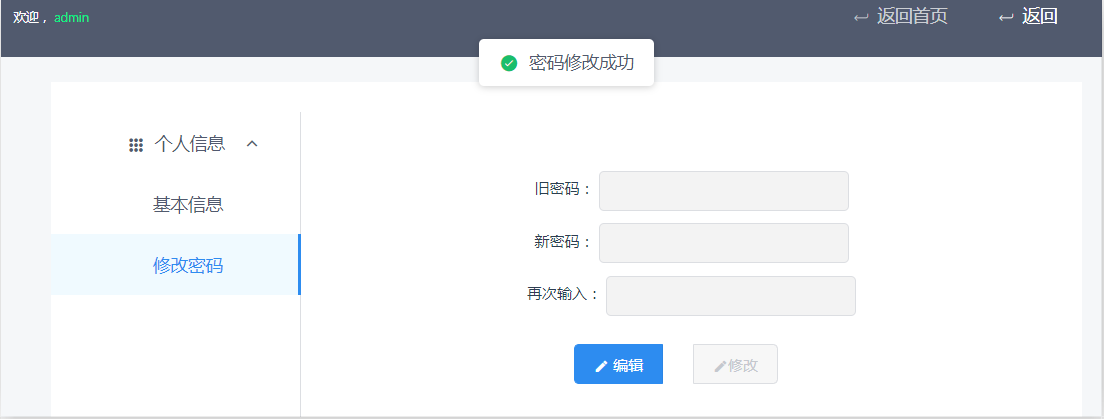 欢迎，admin
返回首页
返回
密码修改成功
个人信息
基本信息
修改密码
旧密码：
新密码：
再次输入：
编辑
修改